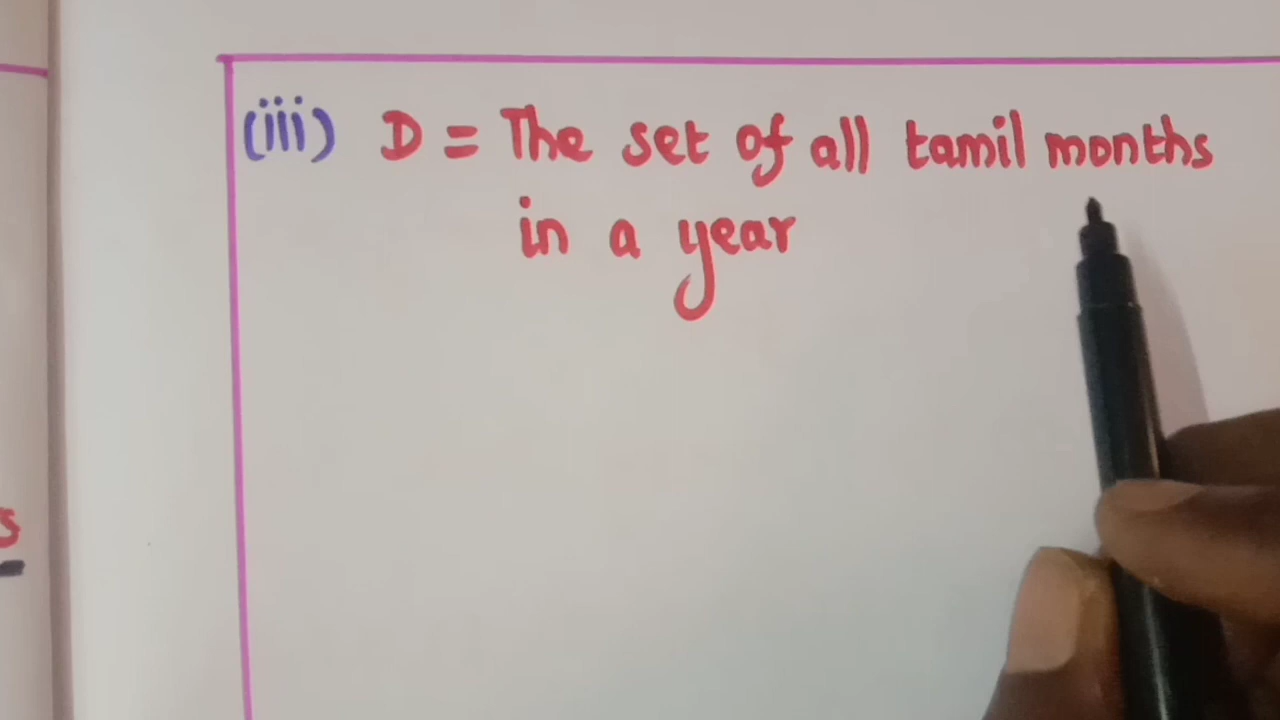 (iii) D = The set of all tamil months
in a year
s